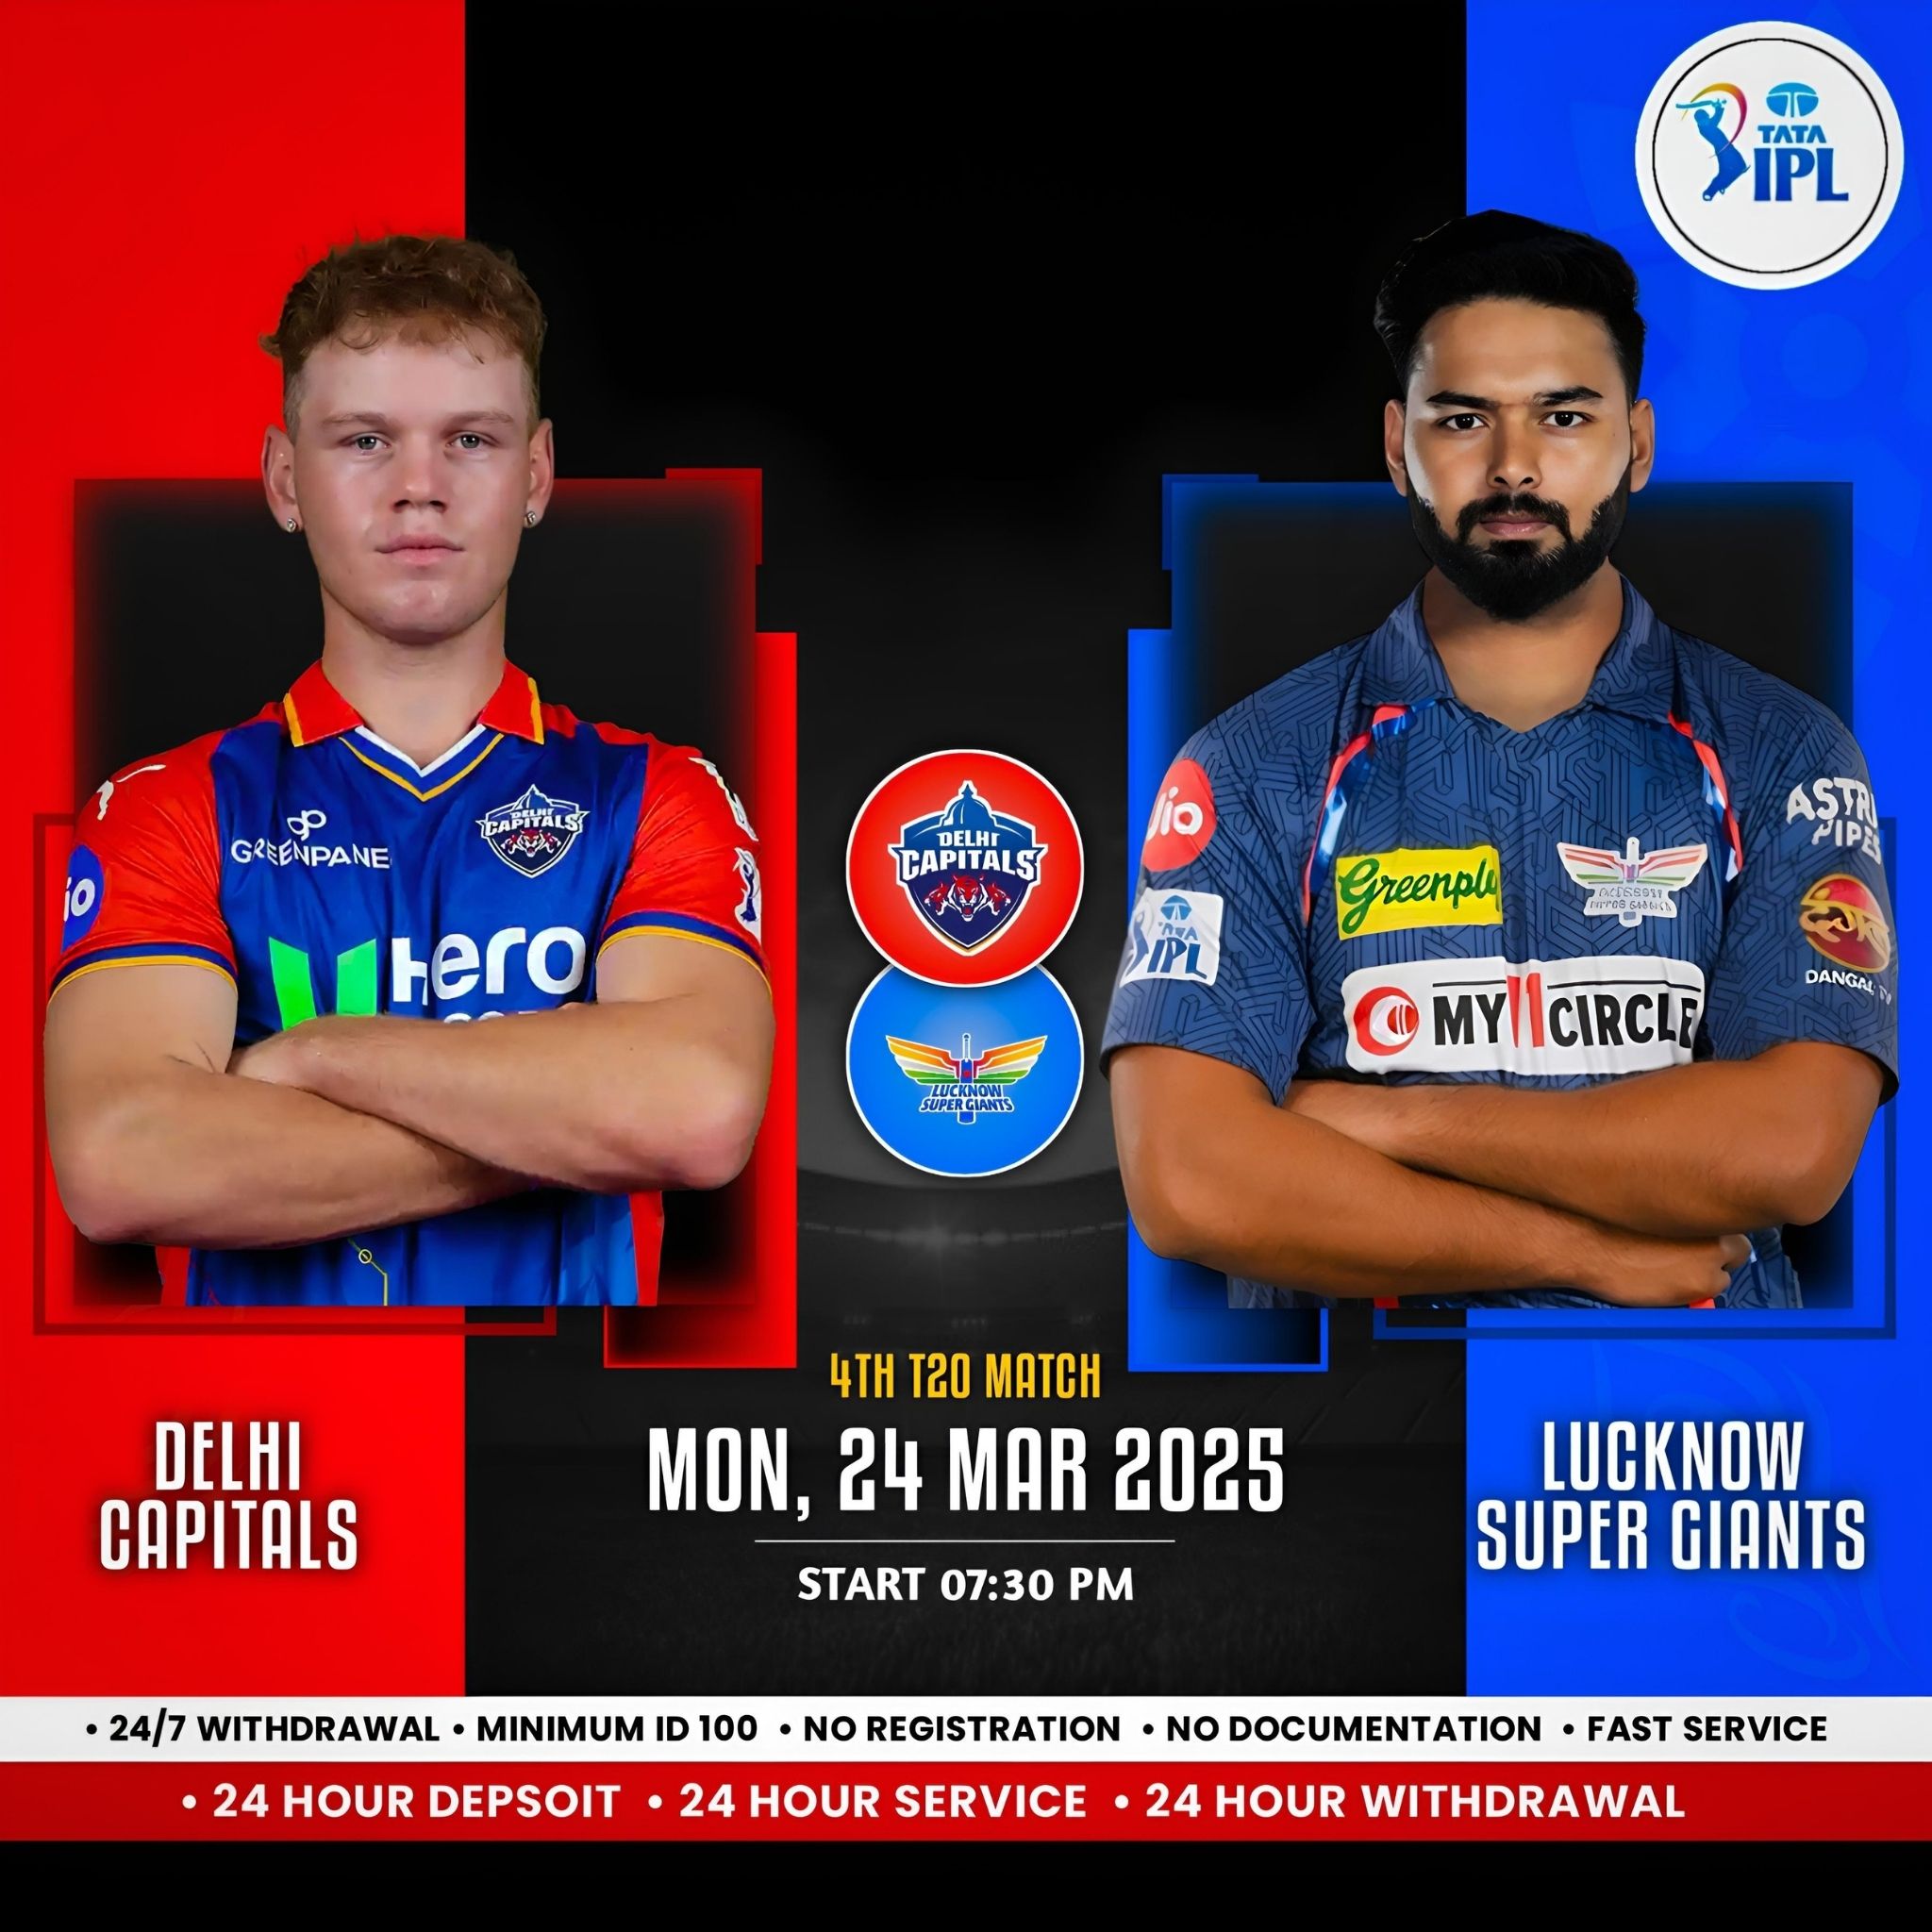 TATA
IPL
DELHI
CAPITALS
GREENPANE
Hero
DELHI
CAPITALS
LUCKNOW
SUPER GIANTS
Jio
TATA
IPL
Greenply
MY11CIRCLE
ASTRAL
PIPES
DANGAL TV
4TH T20 MATCH
MON, 24 MAR 2025
START 07:30 PM
DELHI
CAPITALS
LUCKNOW
SUPER GIANTS
• 24/7 WITHDRAWAL • MINIMUM ID 100 • NO REGISTRATION • NO DOCUMENTATION • FAST SERVICE
• 24 HOUR DEPSOIT • 24 HOUR SERVICE • 24 HOUR WITHDRAWAL